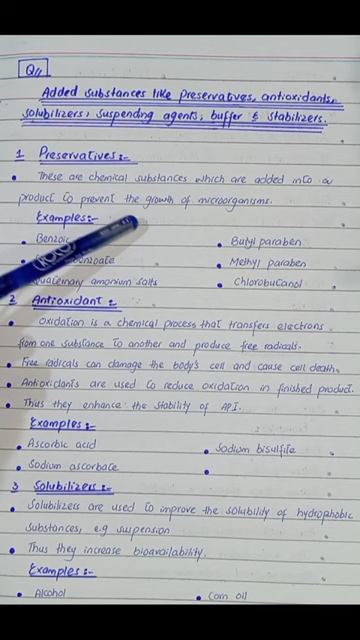 Q4
Added substances like preservatives, antioxidants,
solubilizers, suspending agents, buffer & stabilizers.
1 Preservatives:-
• These are chemical substances which are added into a
product to prevent the growth of microorganisms.
Examples:-
• Benzoic • Butyl paraben
benzoate • Methyl paraben
Quaternary amonium salts • Chlorobutanol
2 Antioxidant:-
• Oxidation is a chemical process that transfers electrons
from one substance to another and produce free radicals.
• Free radicals can damage the body's cell and cause cell death.
• Antioxidants are used to reduce oxidation in finished product.
• Thus they enhance the stability of API.
Examples:-
• Ascorbic acid • Sodium bisulfite
• Sodium ascorbate •
3 Solubilizers:-
• Solubilizers are used to improve the solubility of hydrophobic
substances, e.g suspension
• Thus they increase bioavailability.
Examples:-
• Alcohol • Corn oil